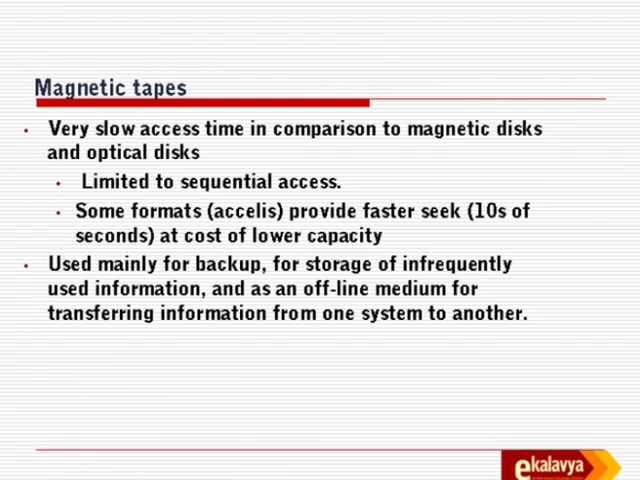 Magnetic tapes
• Very slow access time in comparison to magnetic disks
and optical disks
• Limited to sequential access.
• Some formats (accelis) provide faster seek (10s of
seconds) at cost of lower capacity
• Used mainly for backup, for storage of infrequently
used information, and as an off-line medium for
transferring information from one system to another.
ekalavya